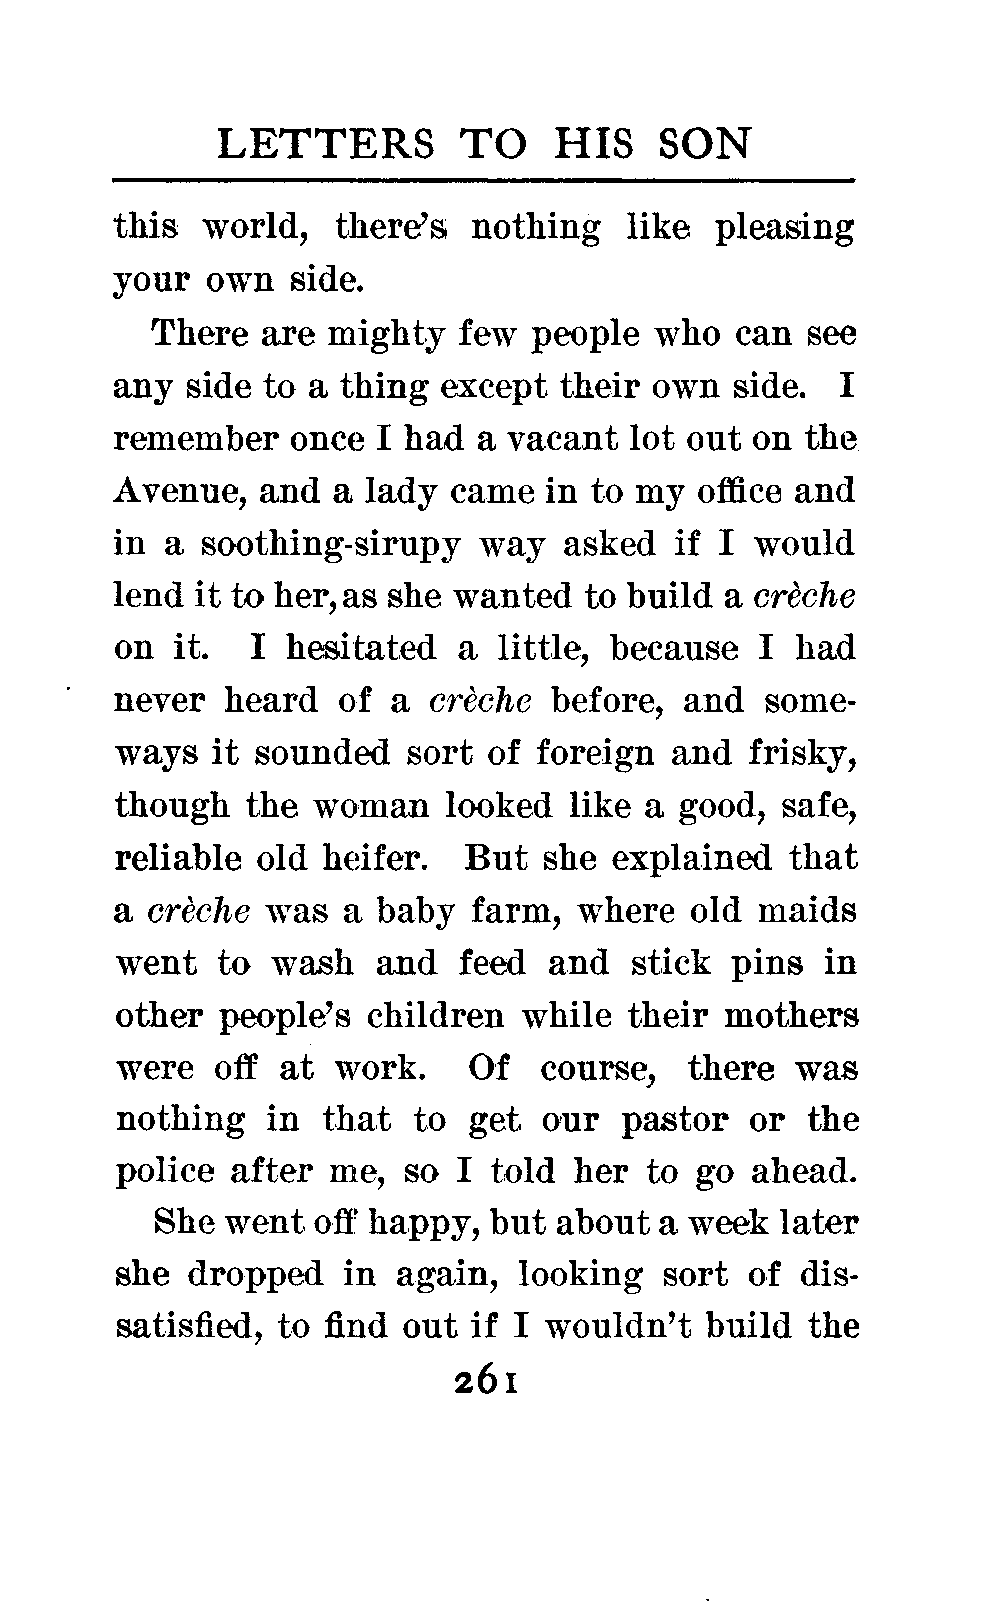 LETTERS TO HIS SON
this world, there's nothing like pleasing
your own side.
There are mighty few people who can see
any side to a thing except their own side. I
remember once I had a vacant lot out on the
Avenue, and a lady came in to my office and
in a soothing-sirupy way asked if I would
lend it to her, as she wanted to build a crèche
on it. I hesitated a little, because I had
never heard of a crèche before, and some-
ways it sounded sort of foreign and frisky,
though the woman looked like a good, safe,
reliable old heifer. But she explained that
a crèche was a baby farm, where old maids
went to wash and feed and stick pins in
other people's children while their mothers
were off at work. Of course, there was
nothing in that to get our pastor or the
police after me, so I told her to go ahead.
She went off happy, but about a week later
she dropped in again, looking sort of dis-
satisfied, to find out if I wouldn't build the
261